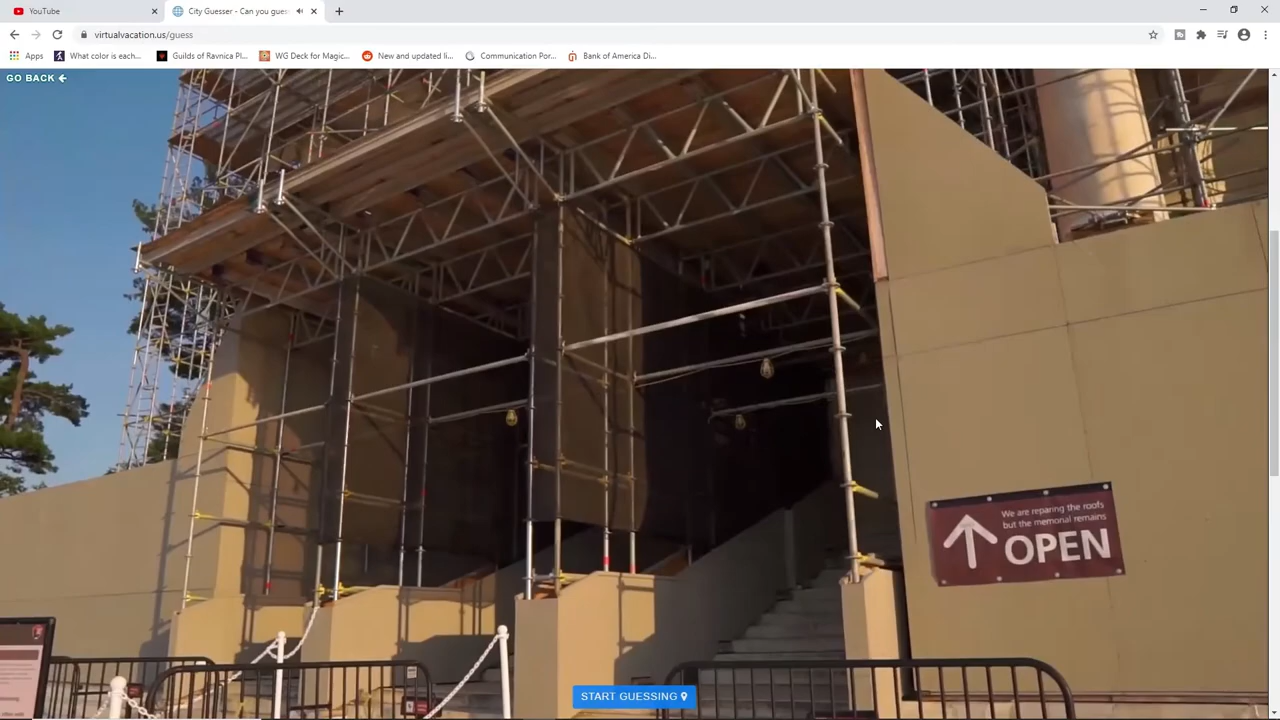 YouTube
City Guesser - Can you gues
virtualvacation.us/guess
Apps
What color is each...
Guilds of Ravnica Pl...
WG Deck for Magic...
New and updated li...
Communication Por...
Bank of America Di...
GO BACK
We are reparing the roofs
but the memorial remains
OPEN
START GUESSING